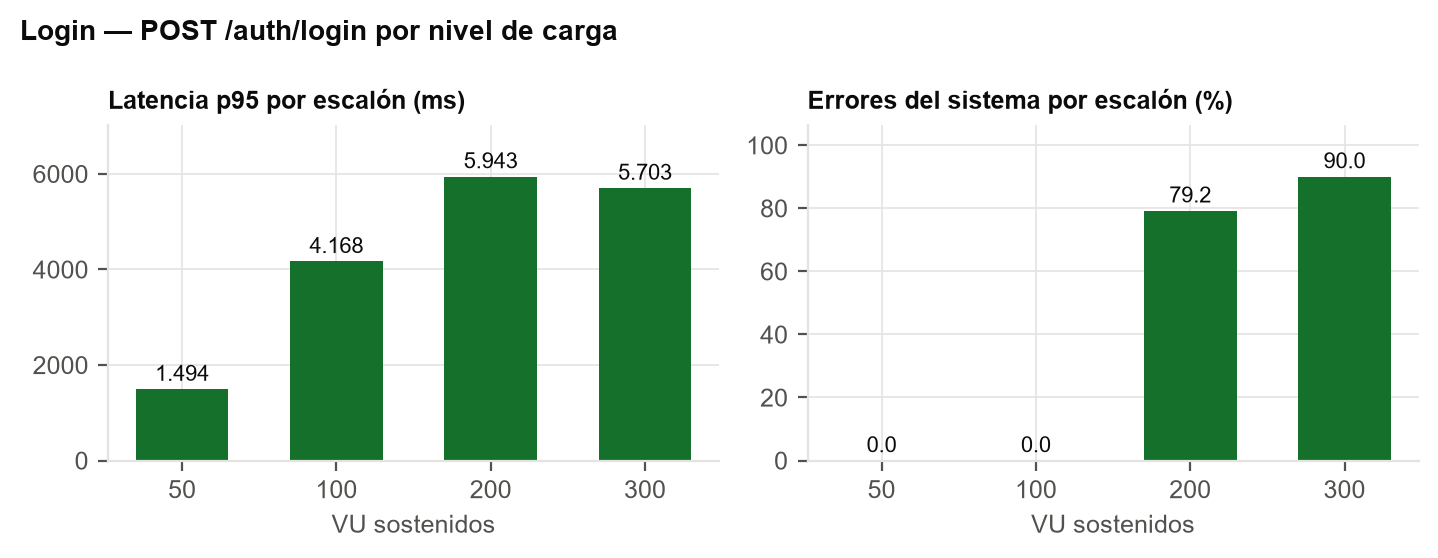 Login — POST /auth/login por nivel de carga
Latencia p95 por escalón (ms)
6000
4000
2000
0
1.494
4.168
5.943
5.703
50 100 200 300
VU sostenidos
Errores del sistema por escalón (%)
100
80
60
40
20
0
0.0
0.0
79.2
90.0
50 100 200 300
VU sostenidos